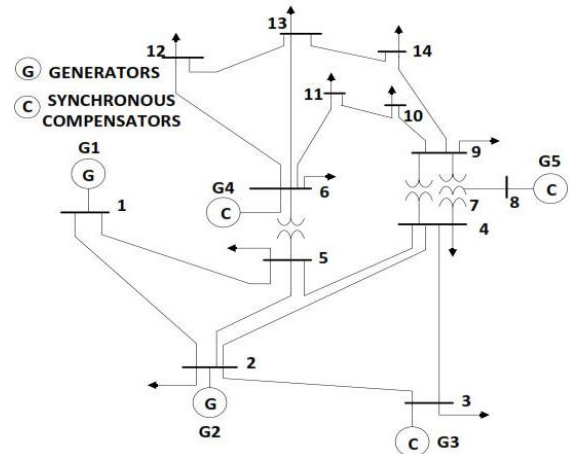 13
12
14
G GENERATORS
C SYNCHRONOUS
COMPENSATORS
11
10
9
G1
G
G4
C
6
G5
C
7
8
1
4
5
2
G
G2
3
C G3